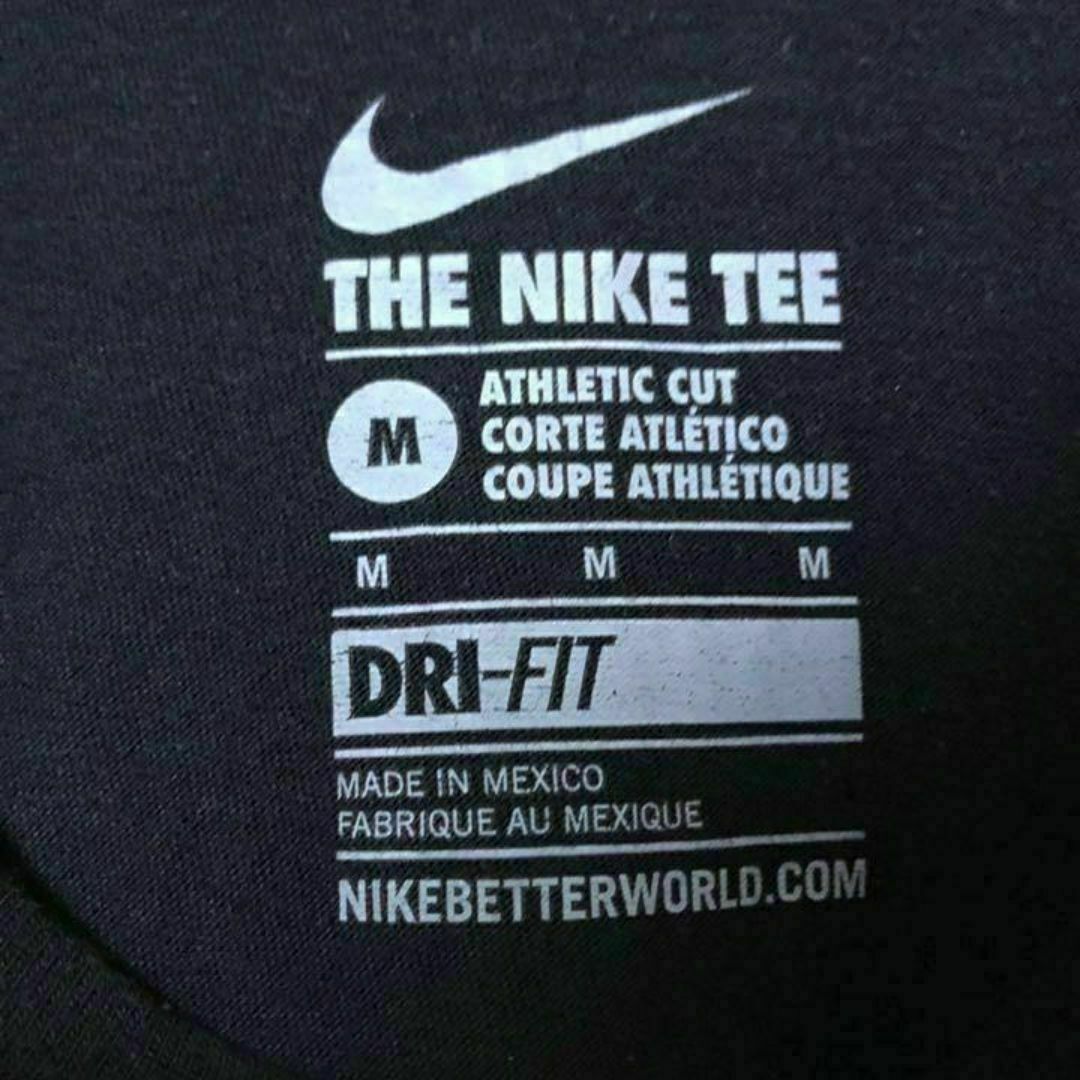 THE NIKE TEE
M
ATHLETIC CUT
CORTE ATLÉTICO
COUPE ATHLÉTIQUE
M M M
DRI-FIT
MADE IN MEXICO
FABRIQUE AU MEXIQUE
NIKEBETTERWORLD.COM